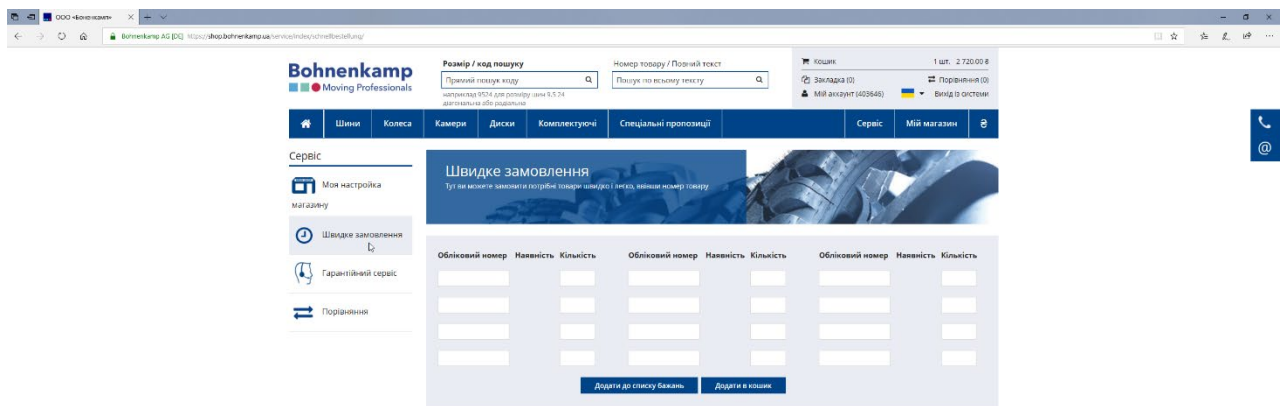 ООО «Боненкамп»
Bohnenkamp AG [DE] https://shop.bohnenkamp.ua/service/index/schnellbestellung/
Bohnenkamp
Moving Professionals
Розмір / код пошуку
Прямий пошук коду
наприклад 9524 для розміру шин 9.5 24
діагональна або радіальна
Номер товару / Повний текст
Пошук по всьому тексту
Кошик 1 шт. 2 720.00 ₴
Закладка (0) Порівняння (0)
Мій аккаунт (403646) Вихід із системи
Шини Колеса Камери Диски Комплектуючі Спеціальні пропозиції Сервіс Мій магазин ₴
Сервіс
Моя настройка
магазину
Швидке замовлення
Гарантійний сервіс
Порівняння
Швидке замовлення
Тут ви можете замовити потрібні товари швидко і легко, ввівши номер товару
Обліковий номер Наявність Кількість Обліковий номер Наявність Кількість Обліковий номер Наявність Кількість
Додати до списку бажань Додати в кошик